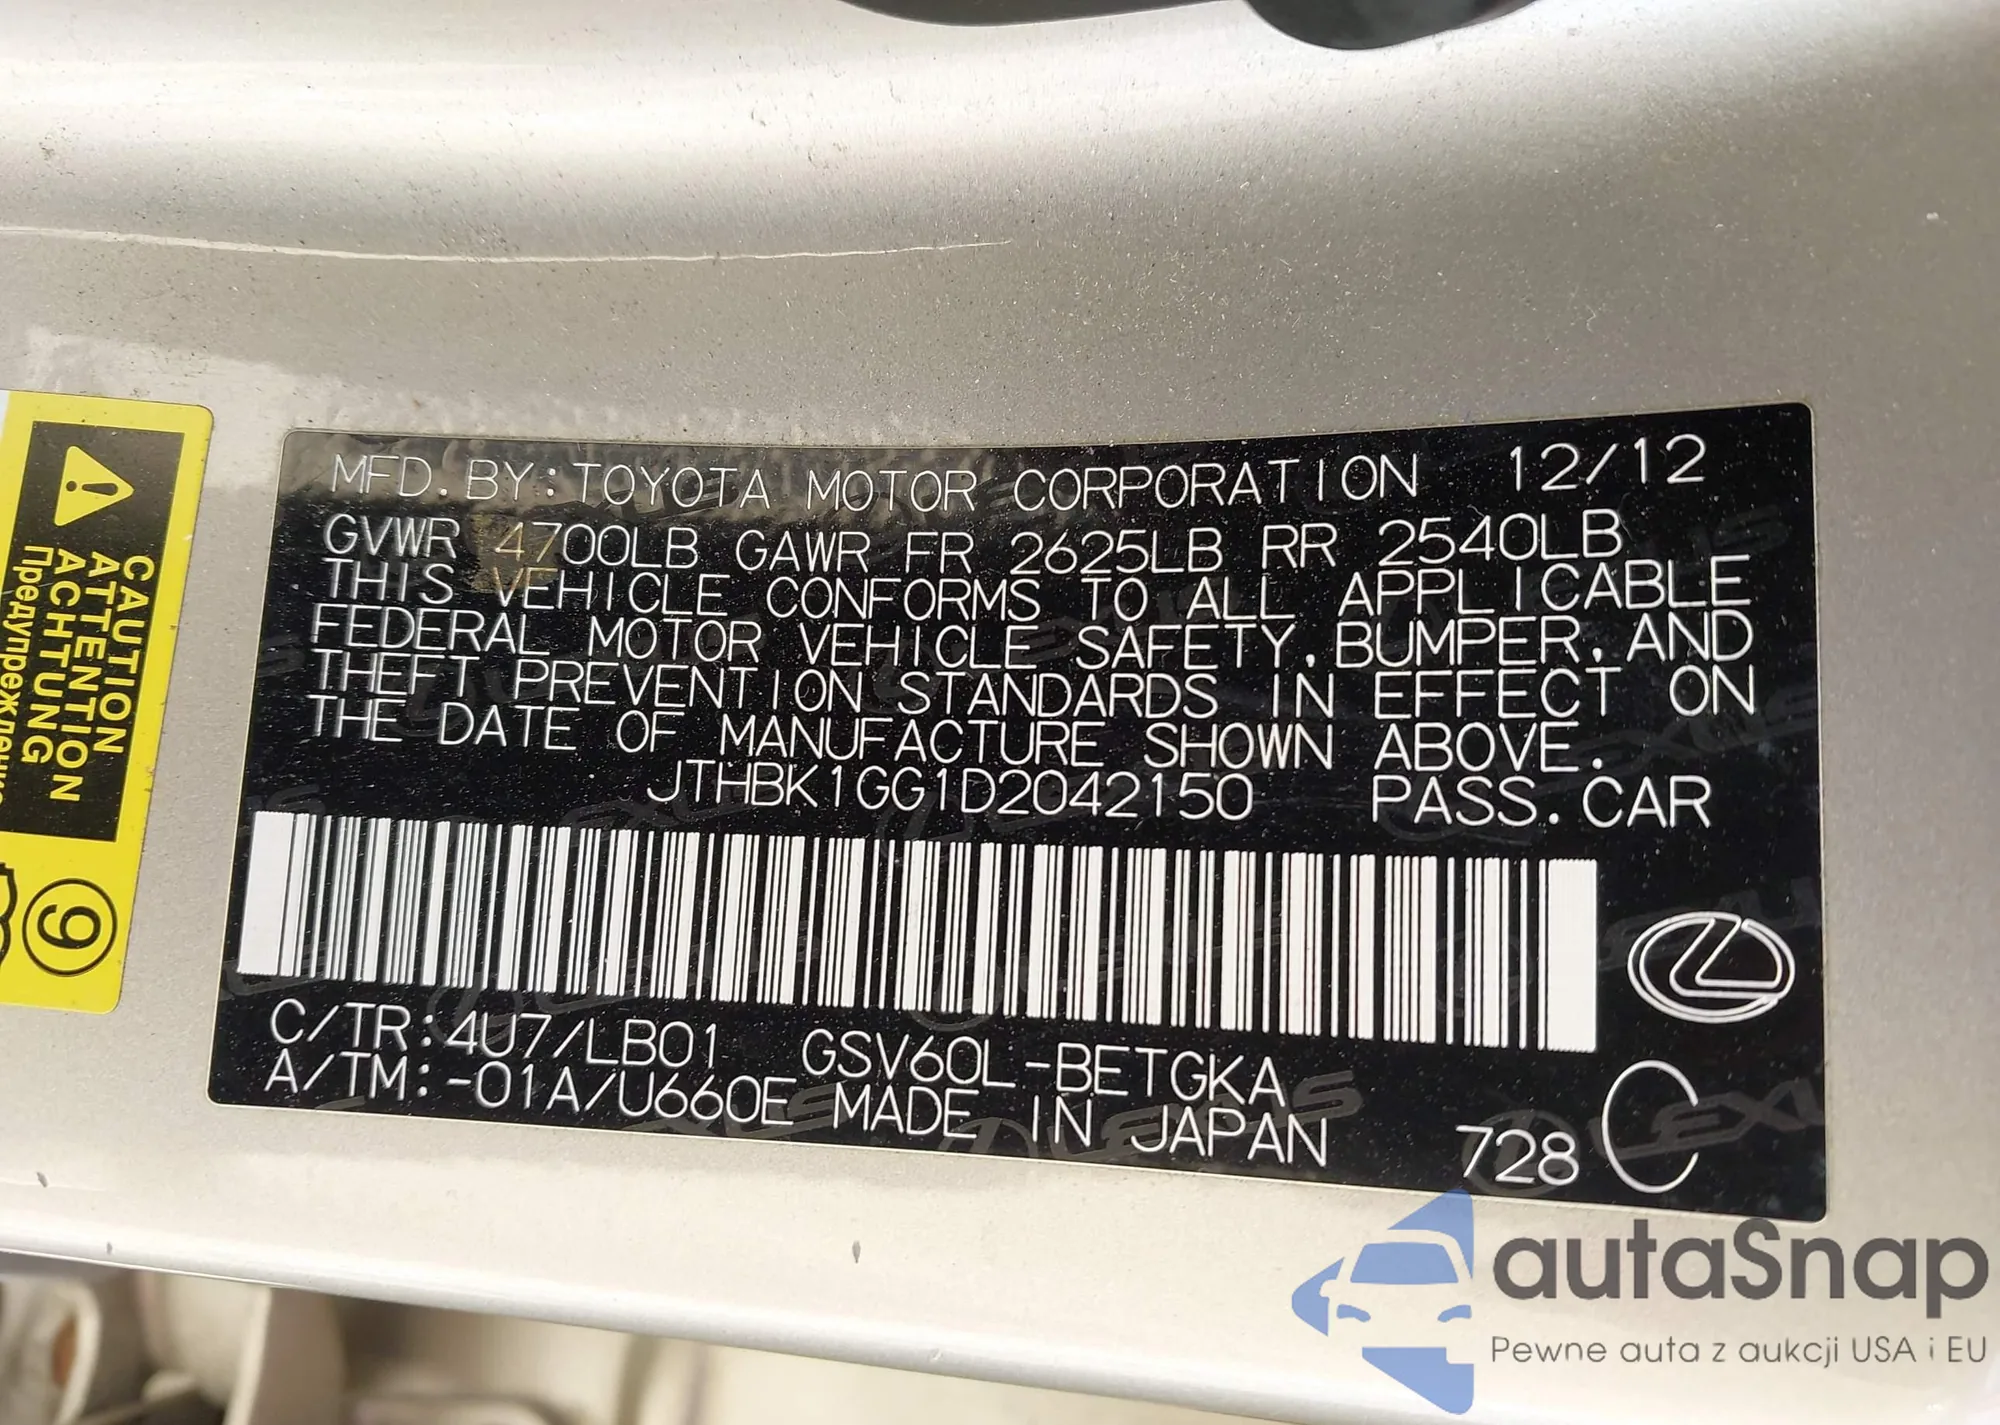 MFD. BY: TOYOTA MOTOR CORPORATION 12/12
GVWR 4700LB GAWR FR 2625LB RR 2540LB
THIS VEHICLE CONFORMS TO ALL APPLICABLE
FEDERAL MOTOR VEHICLE SAFETY, BUMPER, AND
THEFT PREVENTION STANDARDS IN EFFECT ON
THE DATE OF MANUFACTURE SHOWN ABOVE.
JTHBK1GG1D2042150 PASS. CAR
C/TR: 4U7/LB01 GSV60L-BETGKA
A/TM: -01A/U660E MADE IN JAPAN
728 C
CAUTION
ATTENTION
ACHTUNG
9
autaSnap
Pewne auta z aukcji USA i EU